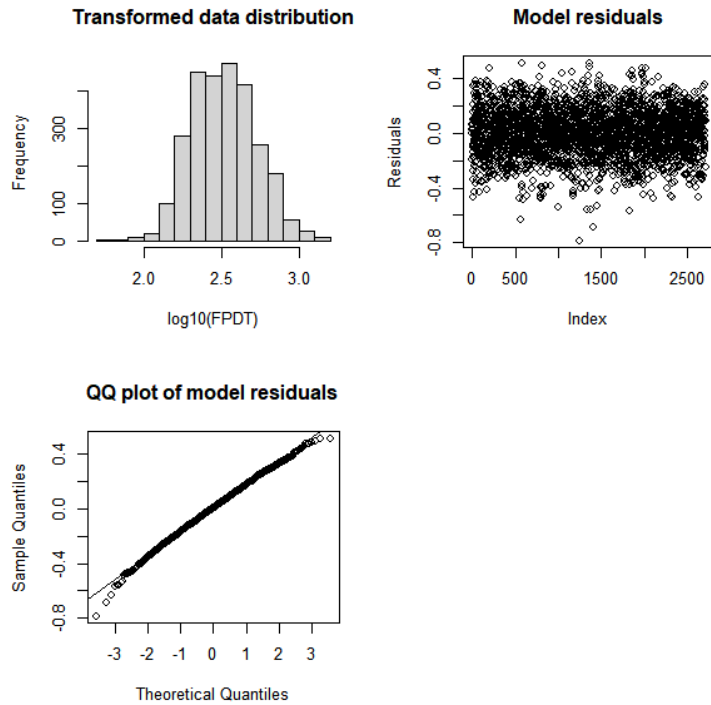 Transformed data distribution
Frequency
0
100
300
2.0 2.5 3.0
log10(FPDT)
Model residuals
Residuals
-0.8
-0.4
0.0
0.4
0 500 1500 2500
Index
QQ plot of model residuals
Sample Quantiles
-0.8
-0.4
0.0
0.4
-3 -2 -1 0 1 2 3
Theoretical Quantiles